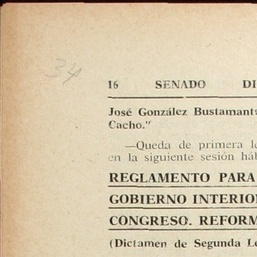 34
16 SENADO DI
José González Bustamant
Cacho."
—Queda de primera le
en la siguiente sesión háb
REGLAMENTO PARA
GOBIERNO INTERIO
CONGRESO. REFORM
(Dictamen de Segunda Le